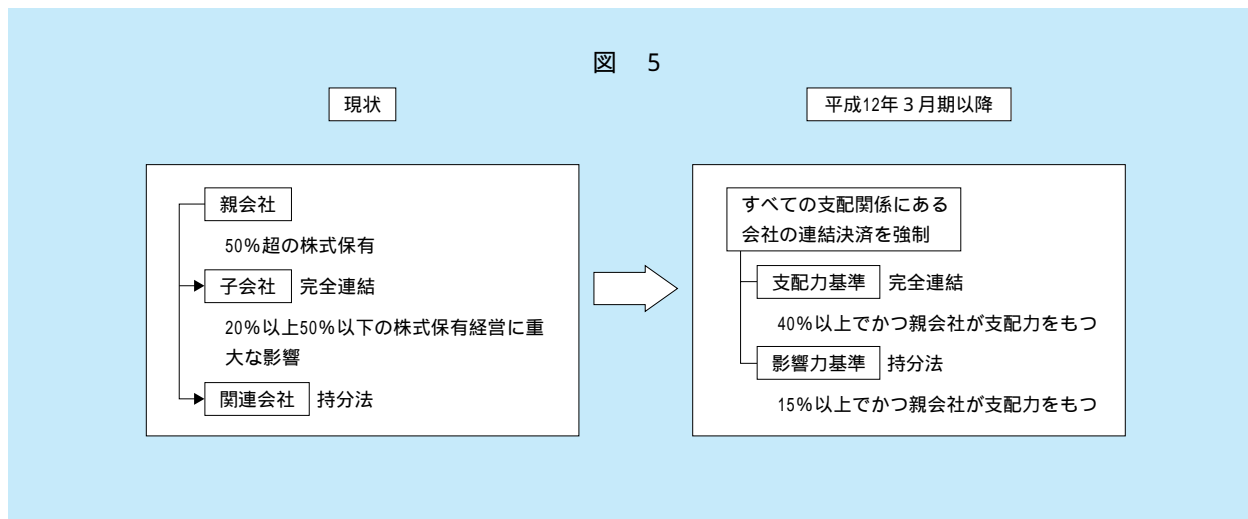 図 5
現状
親会社
50%超の株式保有
子会社 完全連結
20%以上50%以下の株式保有経営に重
大な影響
関連会社 持分法
平成12年3月期以降
すべての支配関係にある
会社の連結決済を強制
支配力基準 完全連結
40%以上でかつ親会社が支配力をもつ
影響力基準 持分法
15%以上でかつ親会社が支配力をもつ